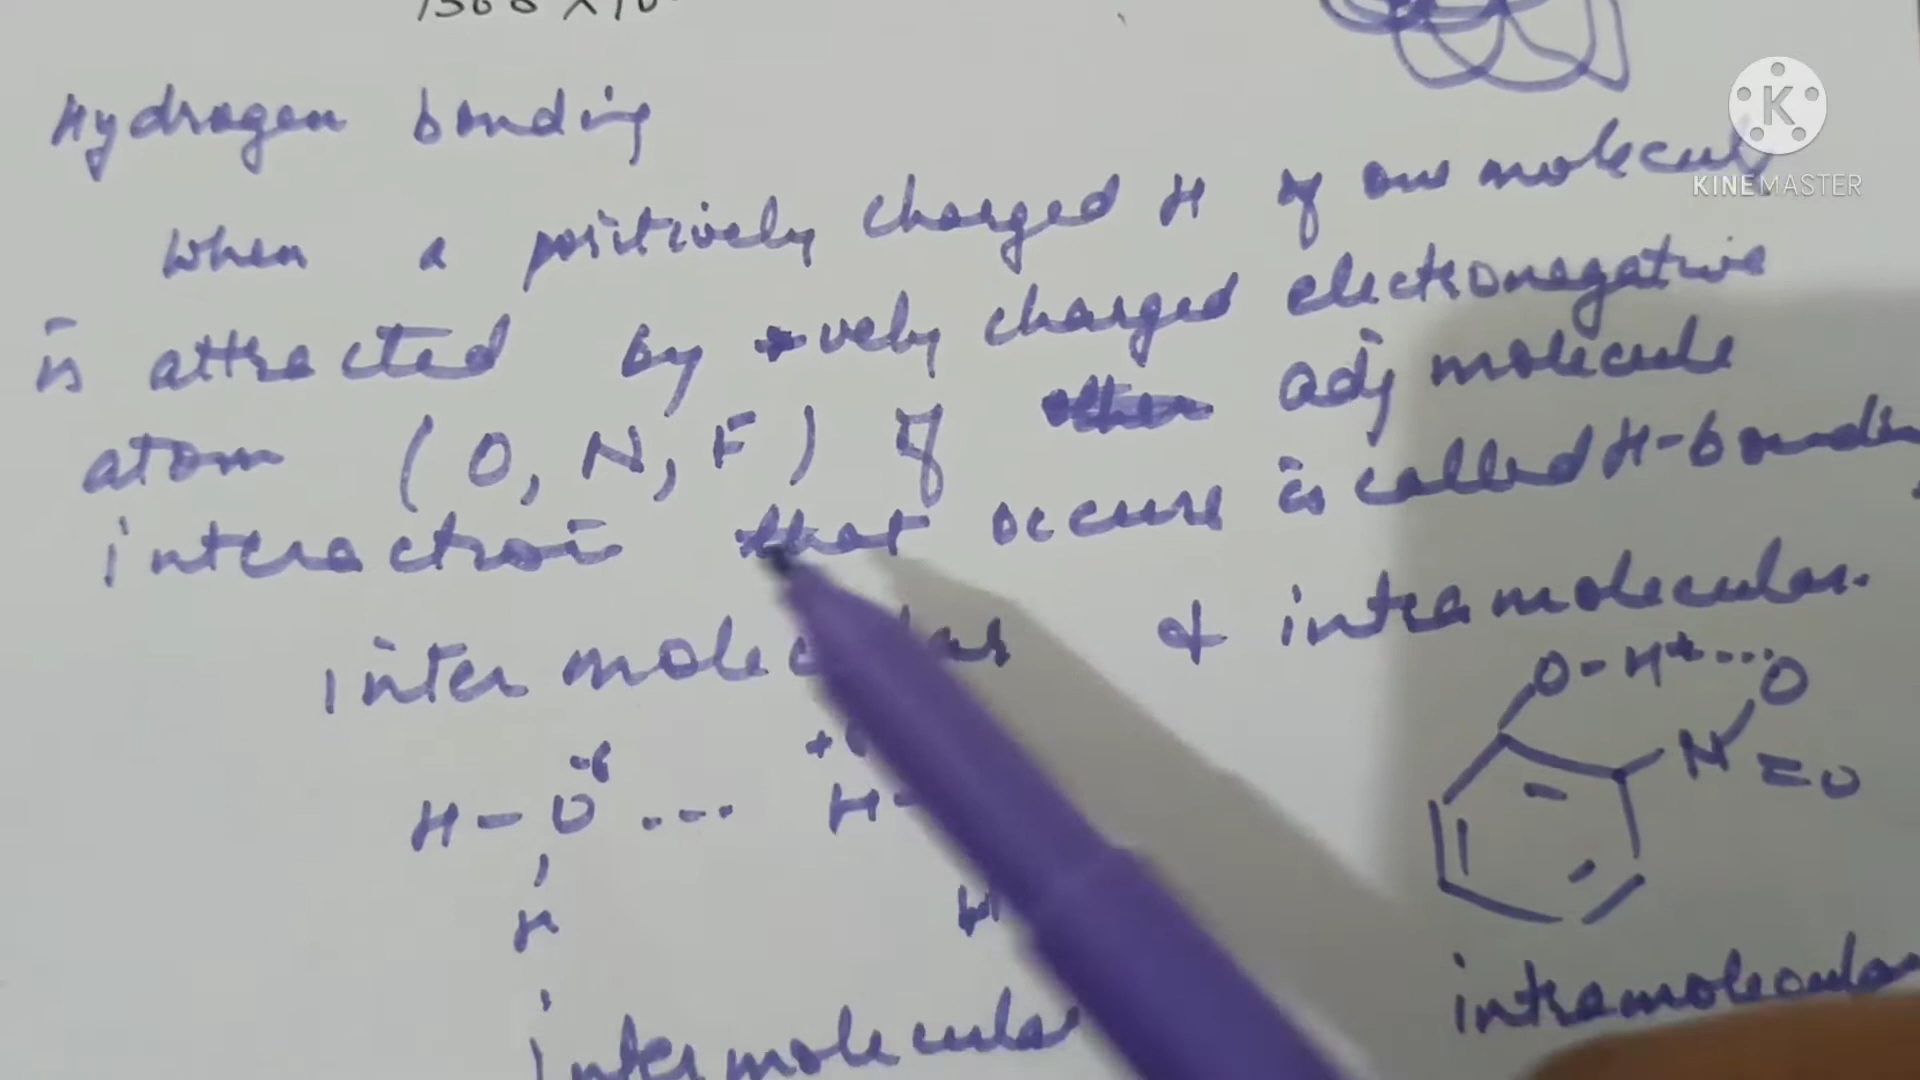 Hydrogen bonding
When a positively charged H of one molecule
is attracted by -vely charged electronegative
atom (O, N, F) of adj molecule
interaction that occurs is called H-bonding
inter molecular & intramolecular.
O-H+...O
N
=O
-δ
H-O... H-
H
H
intermolecular
intramolecular
K
KINEMASTER